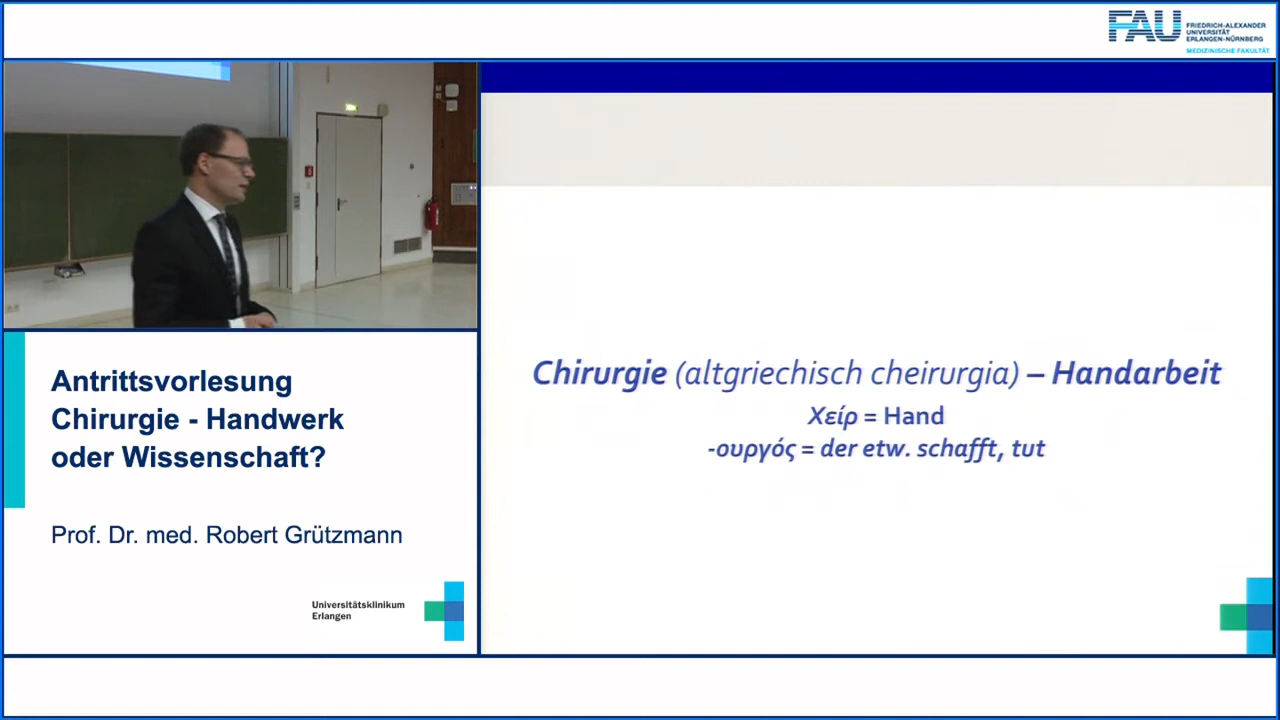 FAU
FRIEDRICH-ALEXANDER
UNIVERSITÄT
ERLANGEN-NÜRNBERG
MEDIZINISCHE FAKULTÄT
Antrittsvorlesung
Chirurgie - Handwerk
oder Wissenschaft?
Prof. Dr. med. Robert Grützmann
Universitätsklinikum
Erlangen
Chirurgie (altgriechisch cheirurgia) – Handarbeit
Χείρ = Hand
-ουργός = der etw. schafft, tut